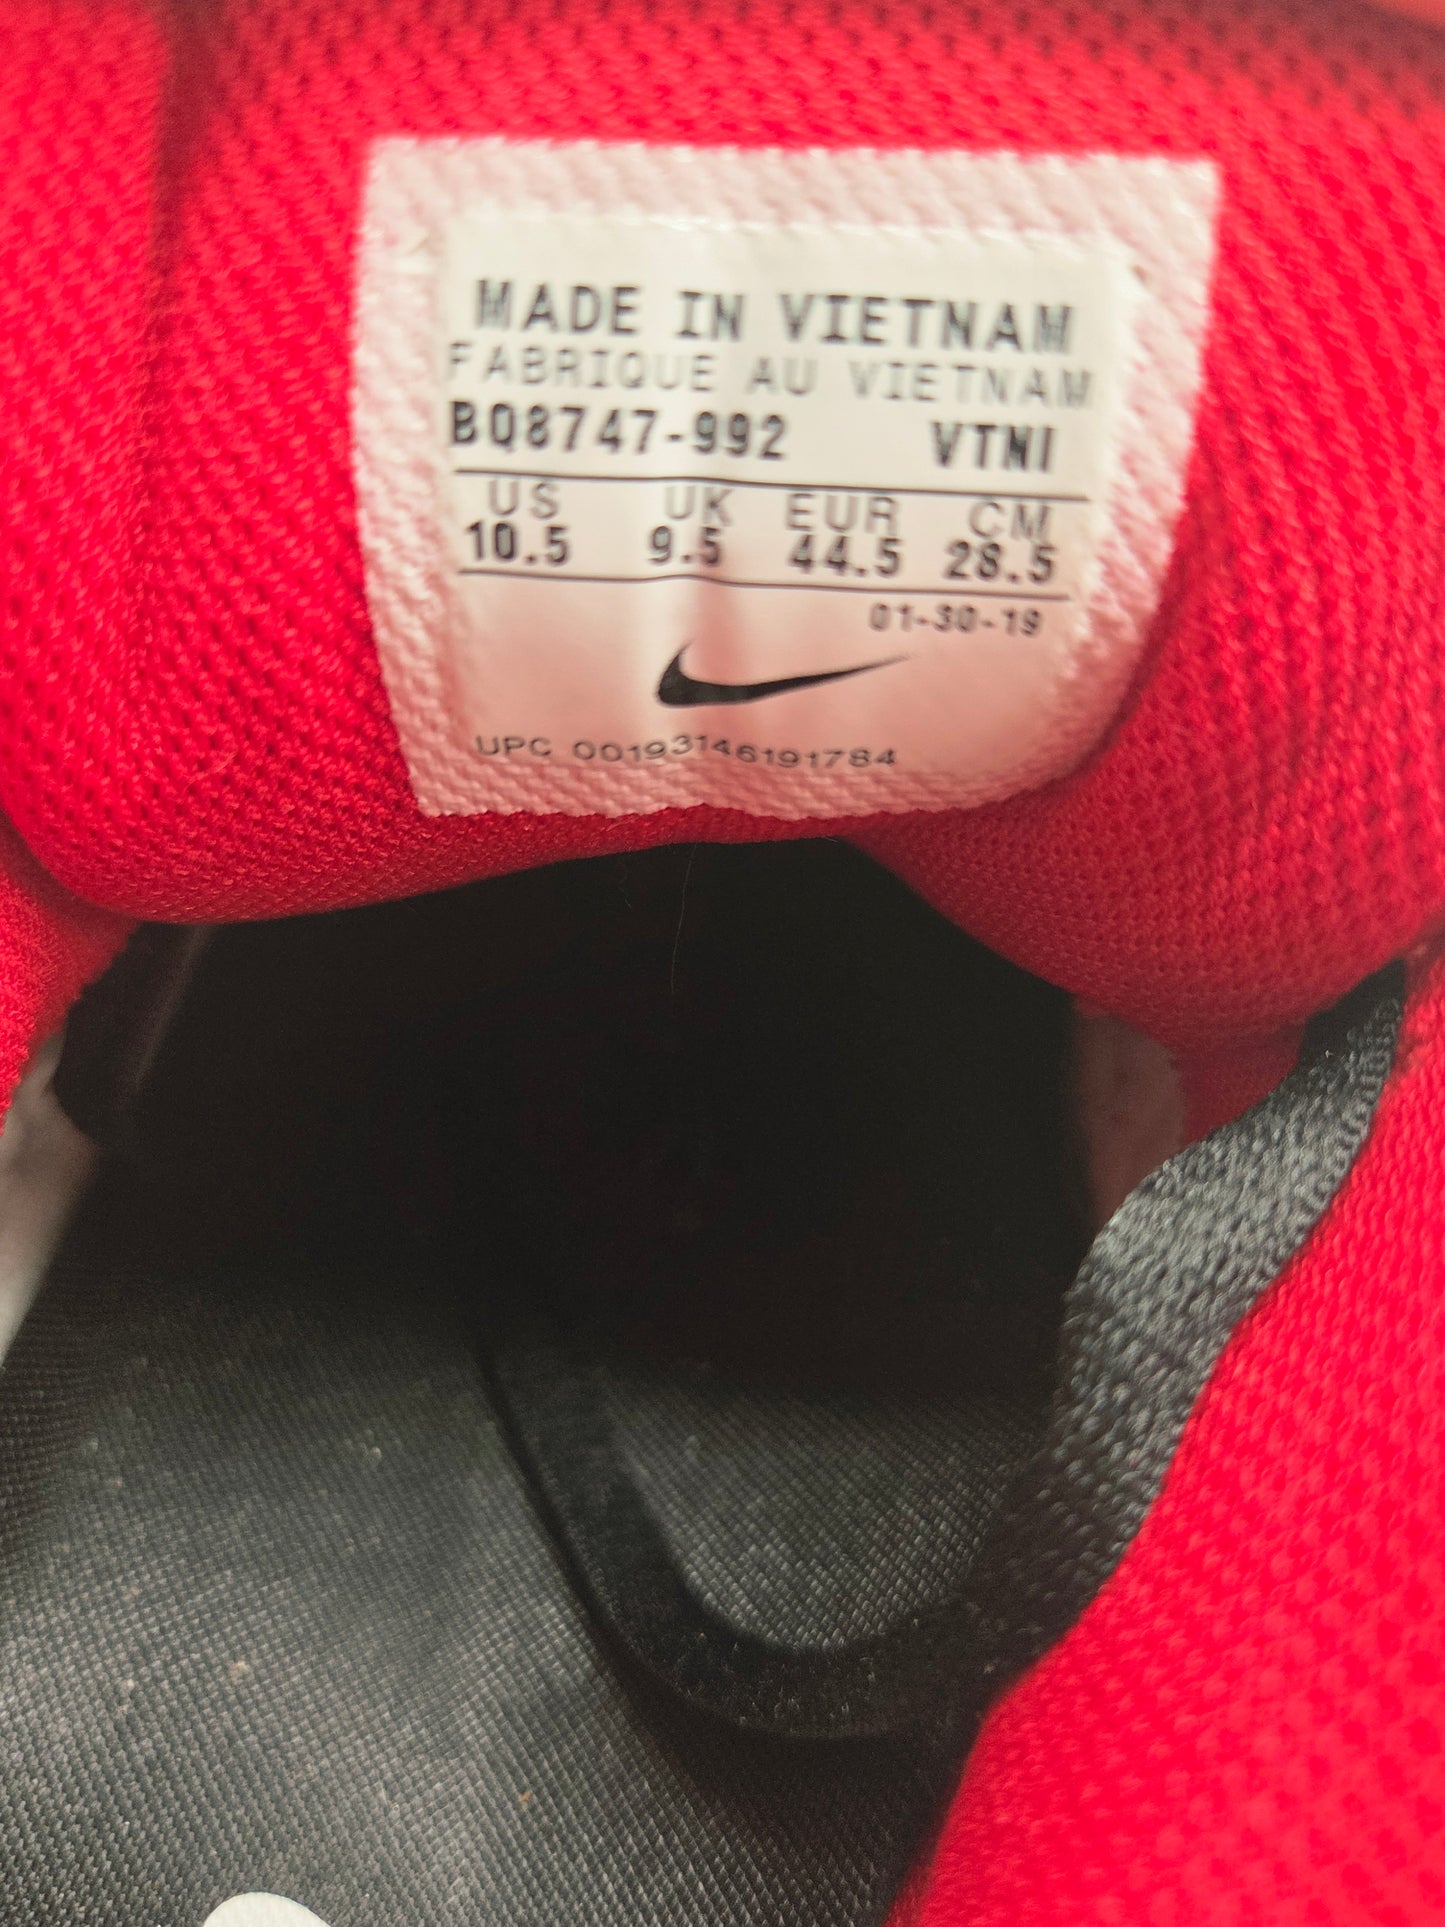 MADE IN VIETNAM
FABRIQUE AU VIETNAM
BQ8747-992 VTNI
US UK EUR CM
10.5 9.5 44.5 28.5
01-30-19
UPC 00193146191784